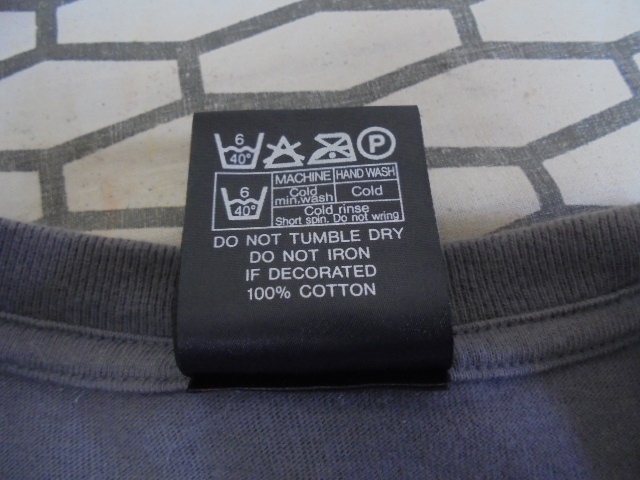 6
40°
P
MACHINE HAND WASH
6
40°
Cold
min.wash
Cold
Cold rinse
Short spin. Do not wring
DO NOT TUMBLE DRY
DO NOT IRON
IF DECORATED
100% COTTON